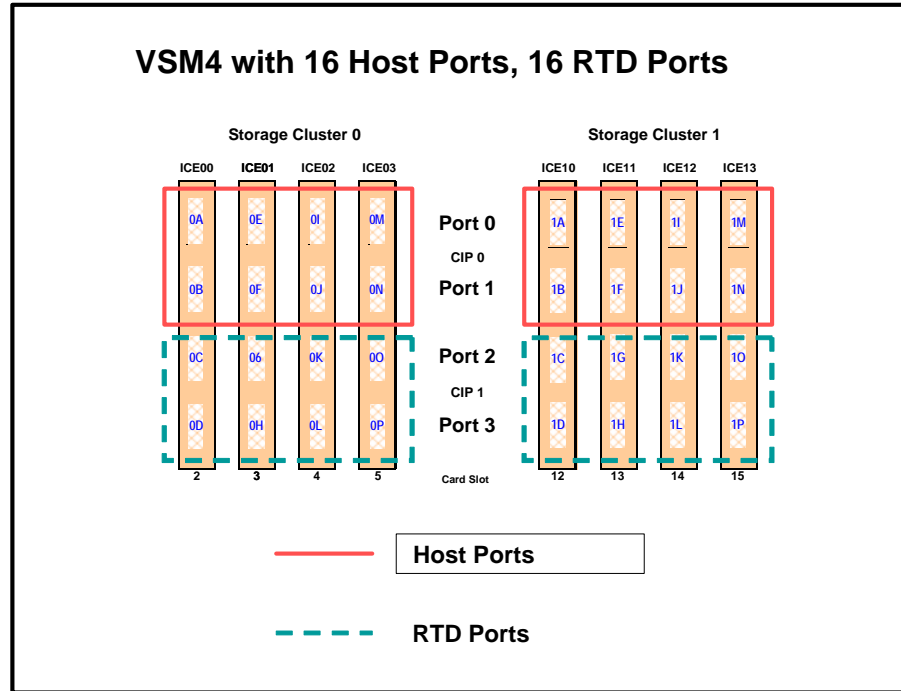 VSM4 with 16 Host Ports, 16 RTD Ports
Storage Cluster 0 Storage Cluster 1
ICE00 ICE01 ICE02 ICE03 ICE10 ICE11 ICE12 ICE13
0A 0E 0I 0M Port 0 1A 1E 1I 1M
CIP 0
0B 0F 0J 0N Port 1 1B 1F 1J 1N
0C 06 0K 0O Port 2 1C 1G 1K 1O
CIP 1
0D 0H 0L 0P Port 3 1D 1H 1L 1P
2 3 4 5 Card Slot 12 13 14 15
Host Ports
RTD Ports